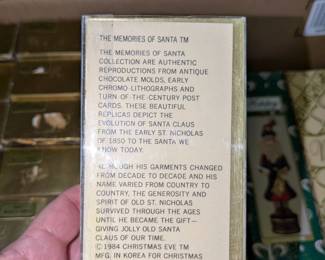 THE MEMORIES OF SANTA TM
THE MEMORIES OF SANTA
COLLECTION ARE AUTHENTIC
REPRODUCTIONS FROM ANTIQUE
CHOCOLATE MOLDS, EARLY
CHROMO-LITHOGRAPHS AND
TURN OF THE-CENTURY POST
CARDS. THESE BEAUTIFUL
REPLICAS DEPICT THE
EVOLUTION OF SANTA CLAUS
FROM THE EARLY ST. NICHOLAS
OF 1850 TO THE SANTA WE
KNOW TODAY.
ALTHOUGH HIS GARMENTS CHANGED
FROM DECADE TO DECADE AND HIS
NAME VARIED FROM COUNTRY TO
COUNTRY, THE GENEROSITY AND
SPIRIT OF OLD ST. NICHOLAS
SURVIVED THROUGH THE AGES
UNTIL HE BECAME THE GIFT-
GIVING JOLLY OLD SANTA
CLAUS OF OUR TIME.
© 1984 CHRISTMAS EVE TM
MFG. IN KOREA FOR CHRISTMAS